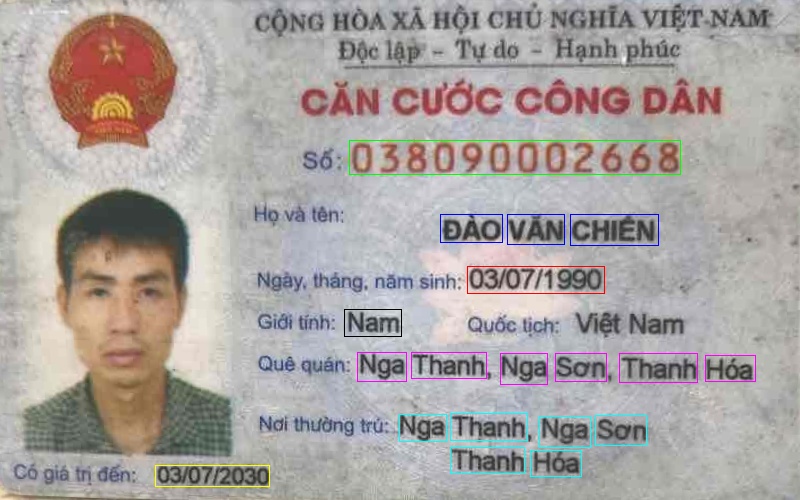 CỘNG HÒA XÃ HỘI CHỦ NGHĨA VIỆT NAM
Độc lập - Tự do - Hạnh phúc
CĂN CƯỚC CÔNG DÂN
Số: 038090002668
Họ và tên:
ĐÀO VĂN CHIẾN
Ngày, tháng, năm sinh: 03/07/1990
Giới tính: Nam Quốc tịch: Việt Nam
Quê quán: Nga Thanh, Nga Sơn, Thanh Hóa
Nơi thường trú: Nga Thanh, Nga Sơn
Thanh Hóa
Có giá trị đến: 03/07/2030